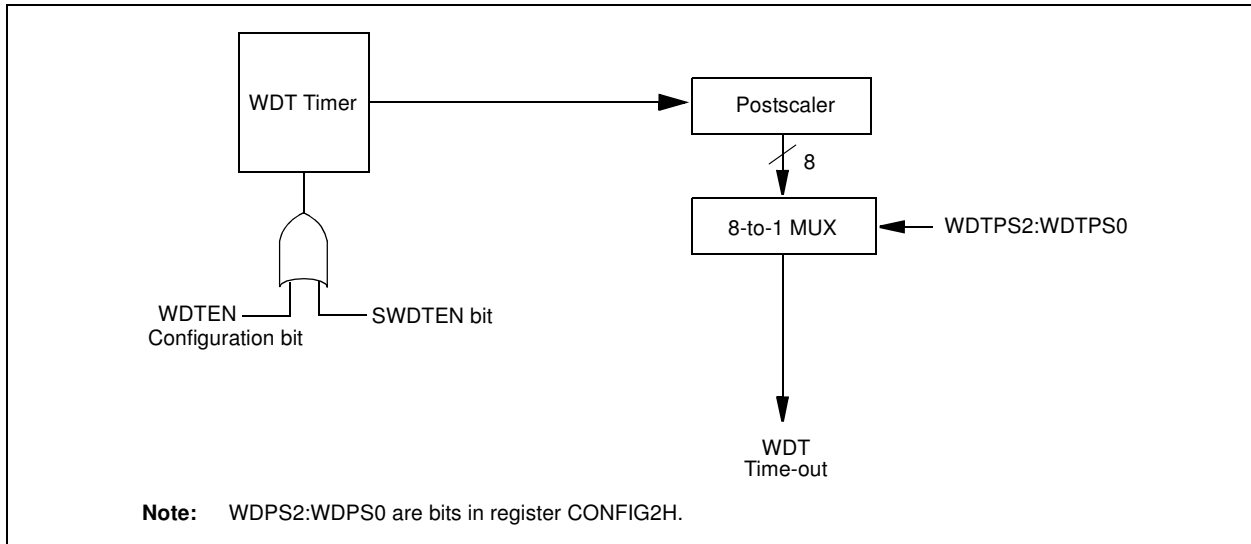 WDT Timer
Postscaler
8
8-to-1 MUX
WDTPS2:WDTPS0
WDTEN
Configuration bit
SWDTEN bit
WDT
Time-out
Note: WDPS2:WDPS0 are bits in register CONFIG2H.